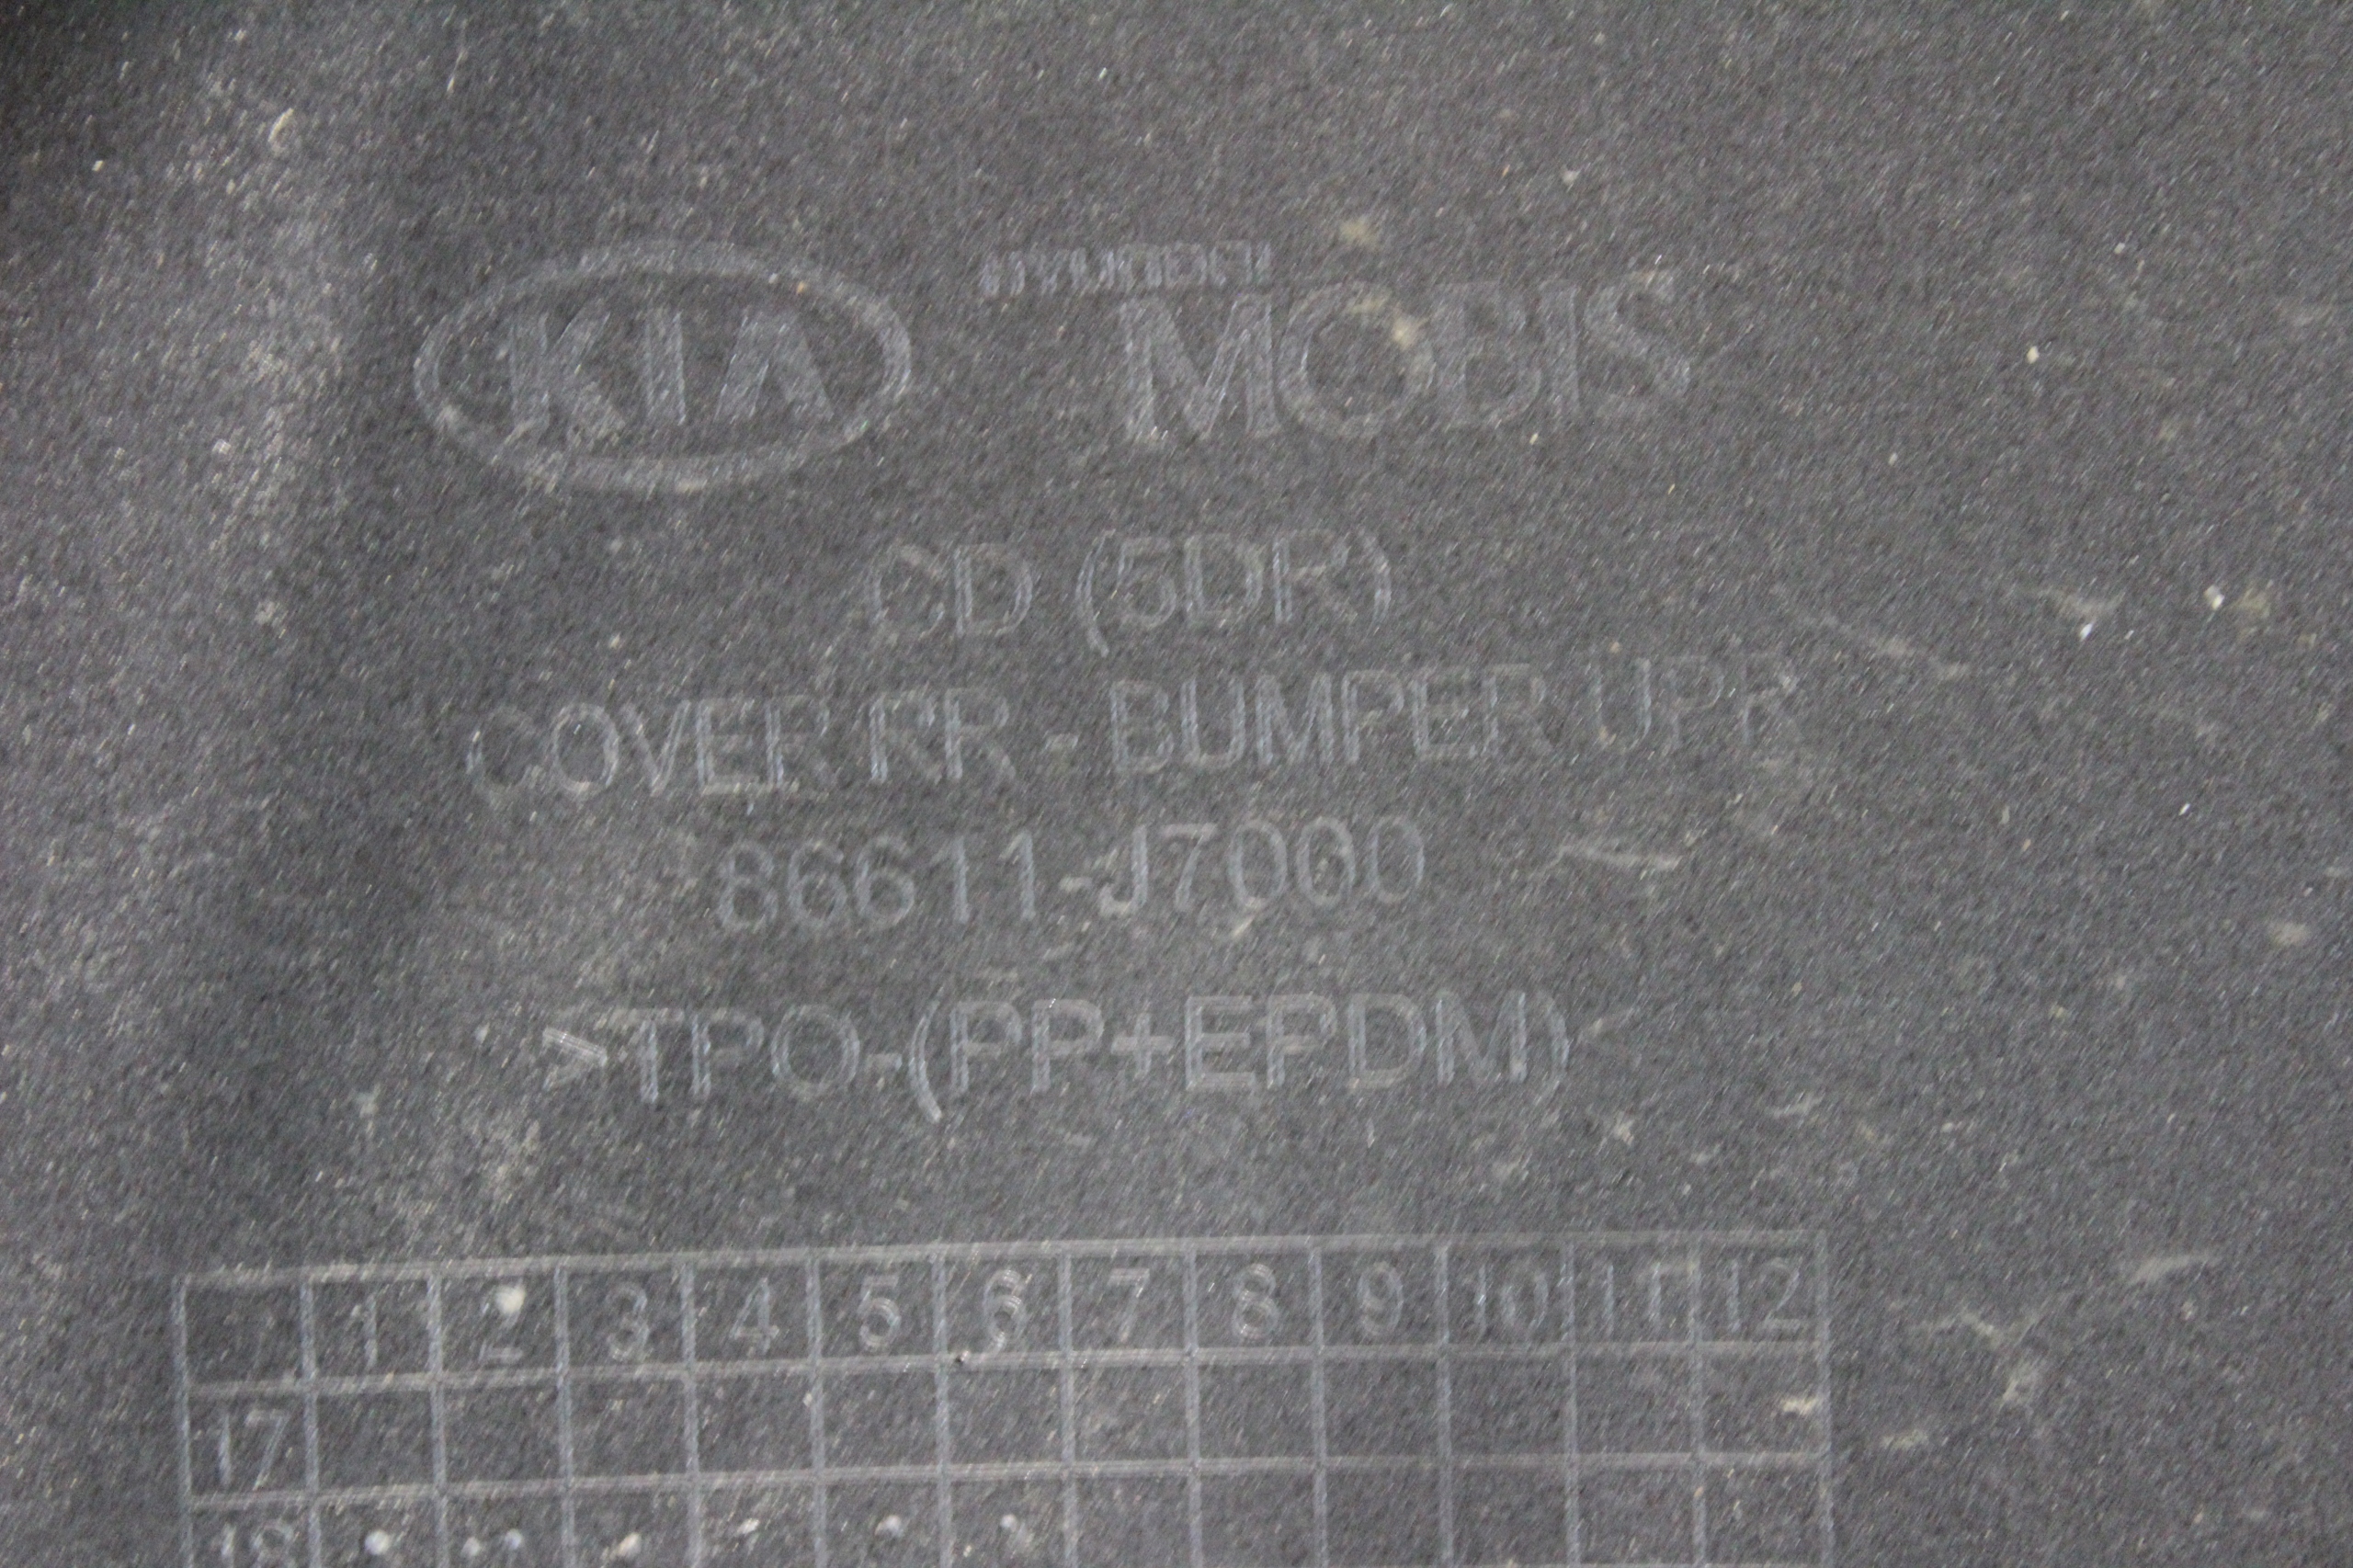 KIA HYUNDAI
MOBIS
CD (5DR)
COVER RR - BUMPER UPR
86611-J7000
>TPO-(PP+EPDM)<
1 2 3 4 5 6 7 8 9 10 11 12
17
18